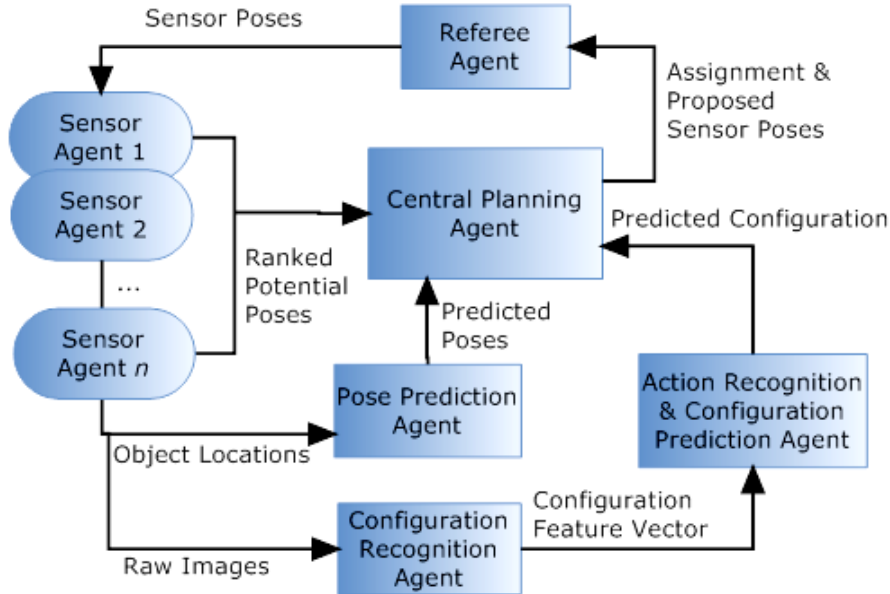 Sensor Poses
Referee
Agent
Assignment &
Proposed
Sensor Poses
Sensor
Agent 1
Sensor
Agent 2
...
Sensor
Agent n
Ranked
Potential
Poses
Central Planning
Agent
Predicted Configuration
Predicted
Poses
Pose Prediction
Agent
Object Locations
Action Recognition
& Configuration
Prediction Agent
Raw Images
Configuration
Recognition
Agent
Configuration
Feature Vector